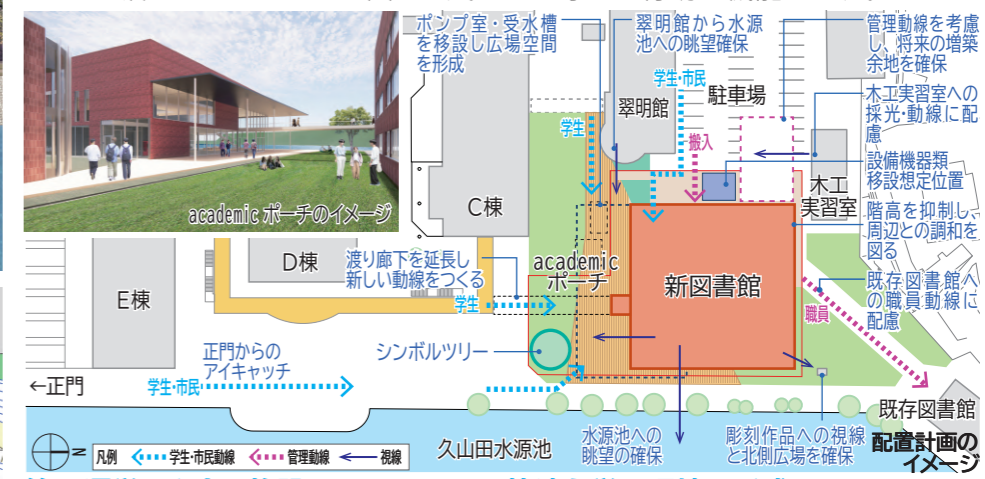 ポンプ室・受水槽
を移設し広場空間
を形成
翠明館から水源
池への眺望確保
管理動線を考慮
し、将来の増築
余地を確保
学生・市民
駐車場
木工実習室への
採光・動線に配
慮
学生
翠明館
搬入
設備機器類
移設想定位置
木工
実習室
階高を抑制し、
周辺との調和を
図る
academic ポーチのイメージ
C棟
D棟
E棟
渡り廊下を延長し
新しい動線をつくる
学生
academic
ポーチ
新図書館
既存図書館へ
の職員動線に
配慮
職員
シンボルツリー
正門からの
アイキャッチ
←正門
学生・市民
既存図書館
N
凡例
学生・市民動線
管理動線
視線
久山田水源池
水源池への
眺望の確保
彫刻作品への視線
と北側広場を確保
配置計画の
イメージ